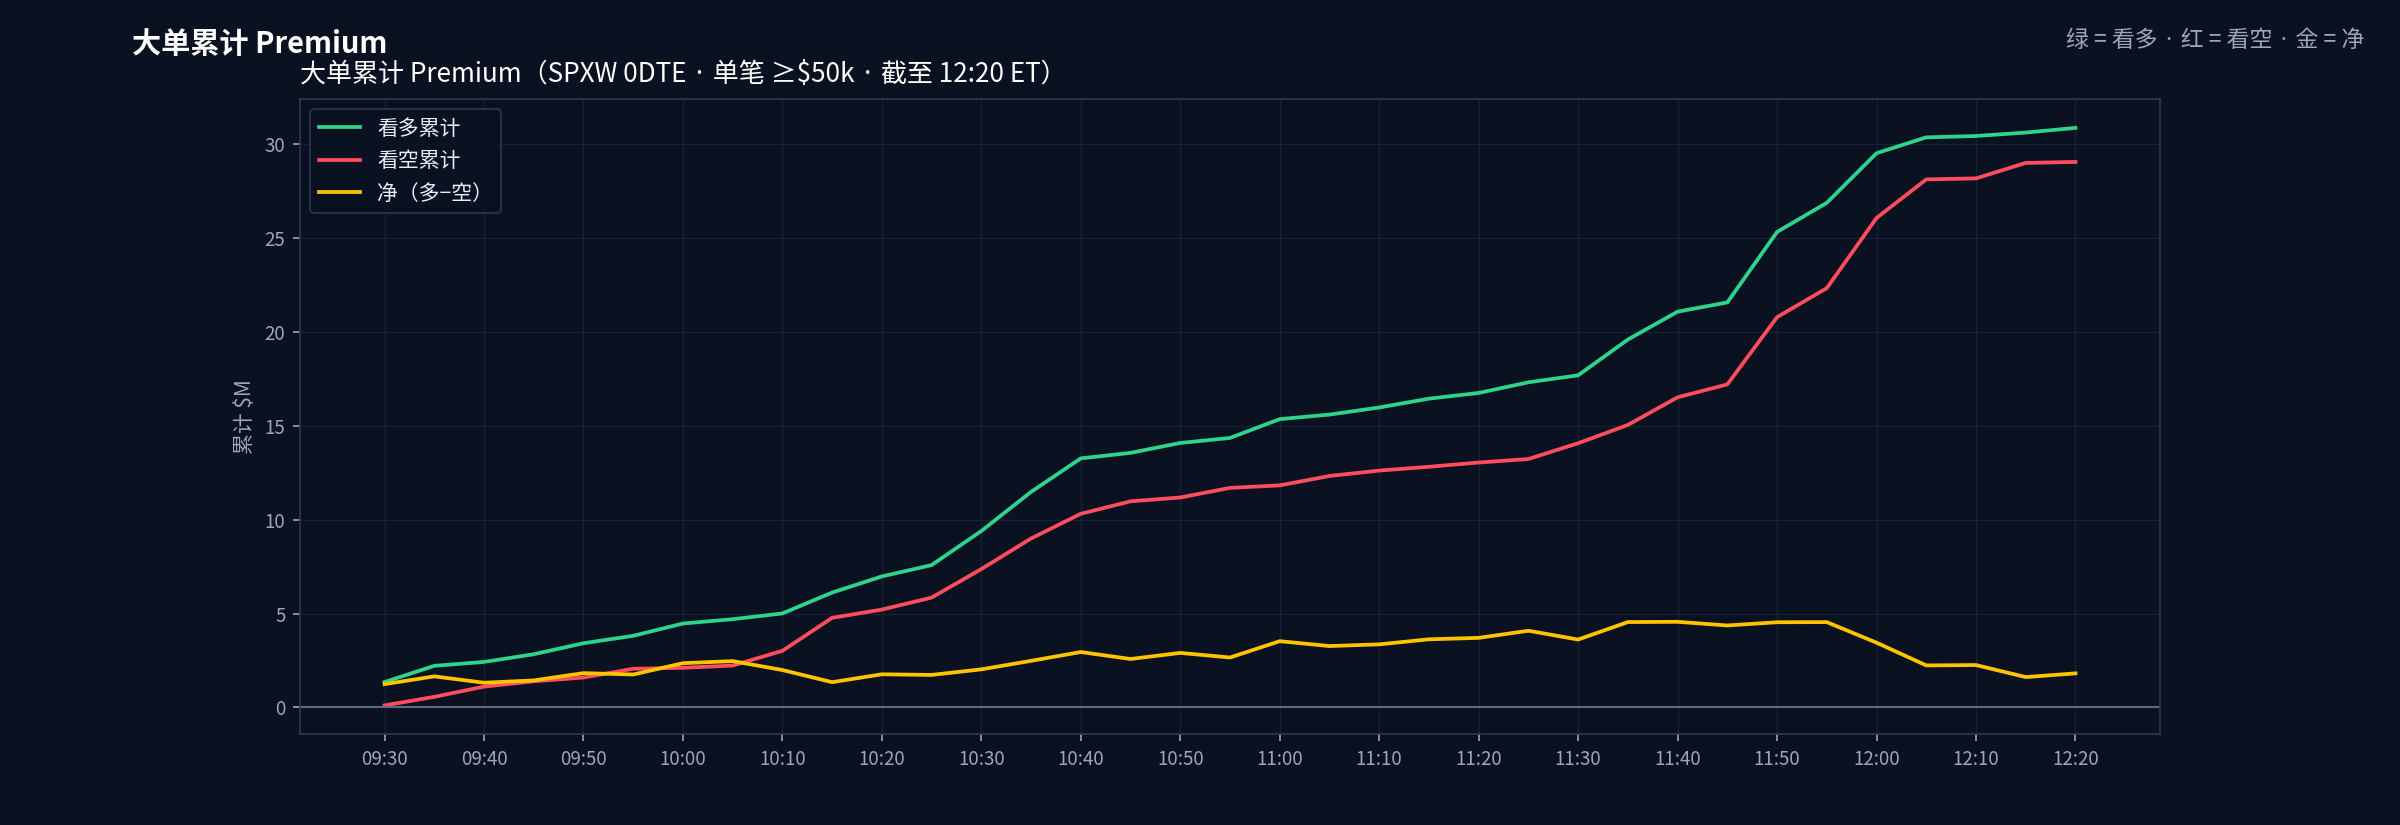 大单累计 Premium
绿 = 看多 · 红 = 看空 · 金 = 净
大单累计 Premium（SPXW 0DTE · 单笔 ≥$50k · 截至 12:20 ET）
看多累计
看空累计
净（多−空）
累计 $M
30
25
20
15
10
5
0
09:30 09:40 09:50 10:00 10:10 10:20 10:30 10:40 10:50 11:00 11:10 11:20 11:30 11:40 11:50 12:00 12:10 12:20